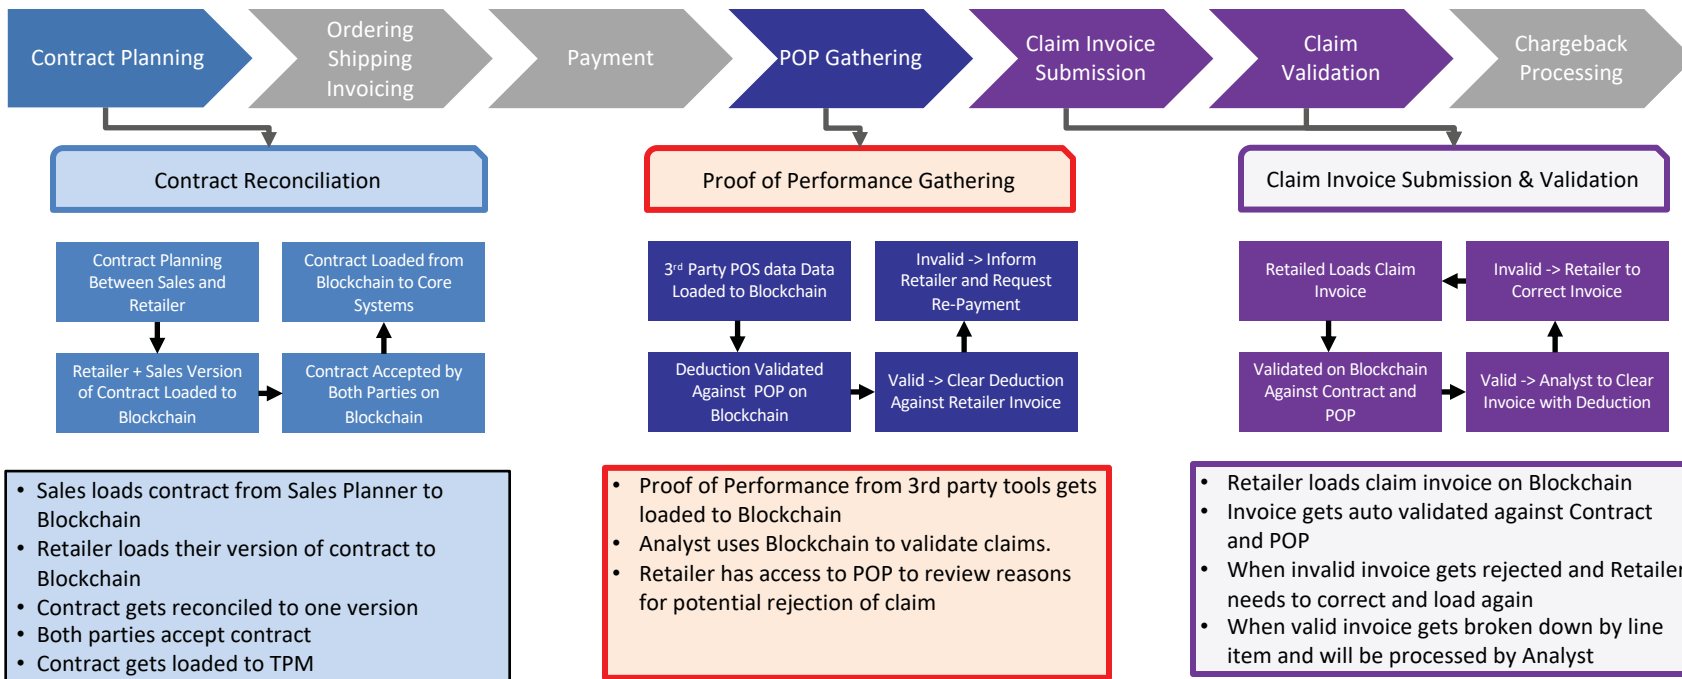 Contract Planning
Ordering
Shipping
Invoicing
Payment
POP Gathering
Claim Invoice
Submission
Claim
Validation
Chargeback
Processing
Contract Reconciliation
Proof of Performance Gathering
Claim Invoice Submission & Validation
Contract Planning
Between Sales and
Retailer
Contract Loaded from
Blockchain to Core
Systems
Retailer + Sales Version
of Contract Loaded to
Blockchain
Contract Accepted by
Both Parties on
Blockchain
3rd Party POS data Data
Loaded to Blockchain
Invalid -> Inform
Retailer and Request
Re-Payment
Deduction Validated
Against POP on
Blockchain
Valid -> Clear Deduction
Against Retailer Invoice
Retailed Loads Claim
Invoice
Invalid -> Retailer to
Correct Invoice
Validated on Blockchain
Against Contract and
POP
Valid -> Analyst to Clear
Invoice with Deduction
• Sales loads contract from Sales Planner to
Blockchain
• Retailer loads their version of contract to
Blockchain
• Contract gets reconciled to one version
• Both parties accept contract
• Contract gets loaded to TPM
• Proof of Performance from 3rd party tools gets
loaded to Blockchain
• Analyst uses Blockchain to validate claims.
• Retailer has access to POP to review reasons
for potential rejection of claim
• Retailer loads claim invoice on Blockchain
• Invoice gets auto validated against Contract
and POP
• When invalid invoice gets rejected and Retailer
needs to correct and load again
• When valid invoice gets broken down by line
item and will be processed by Analyst